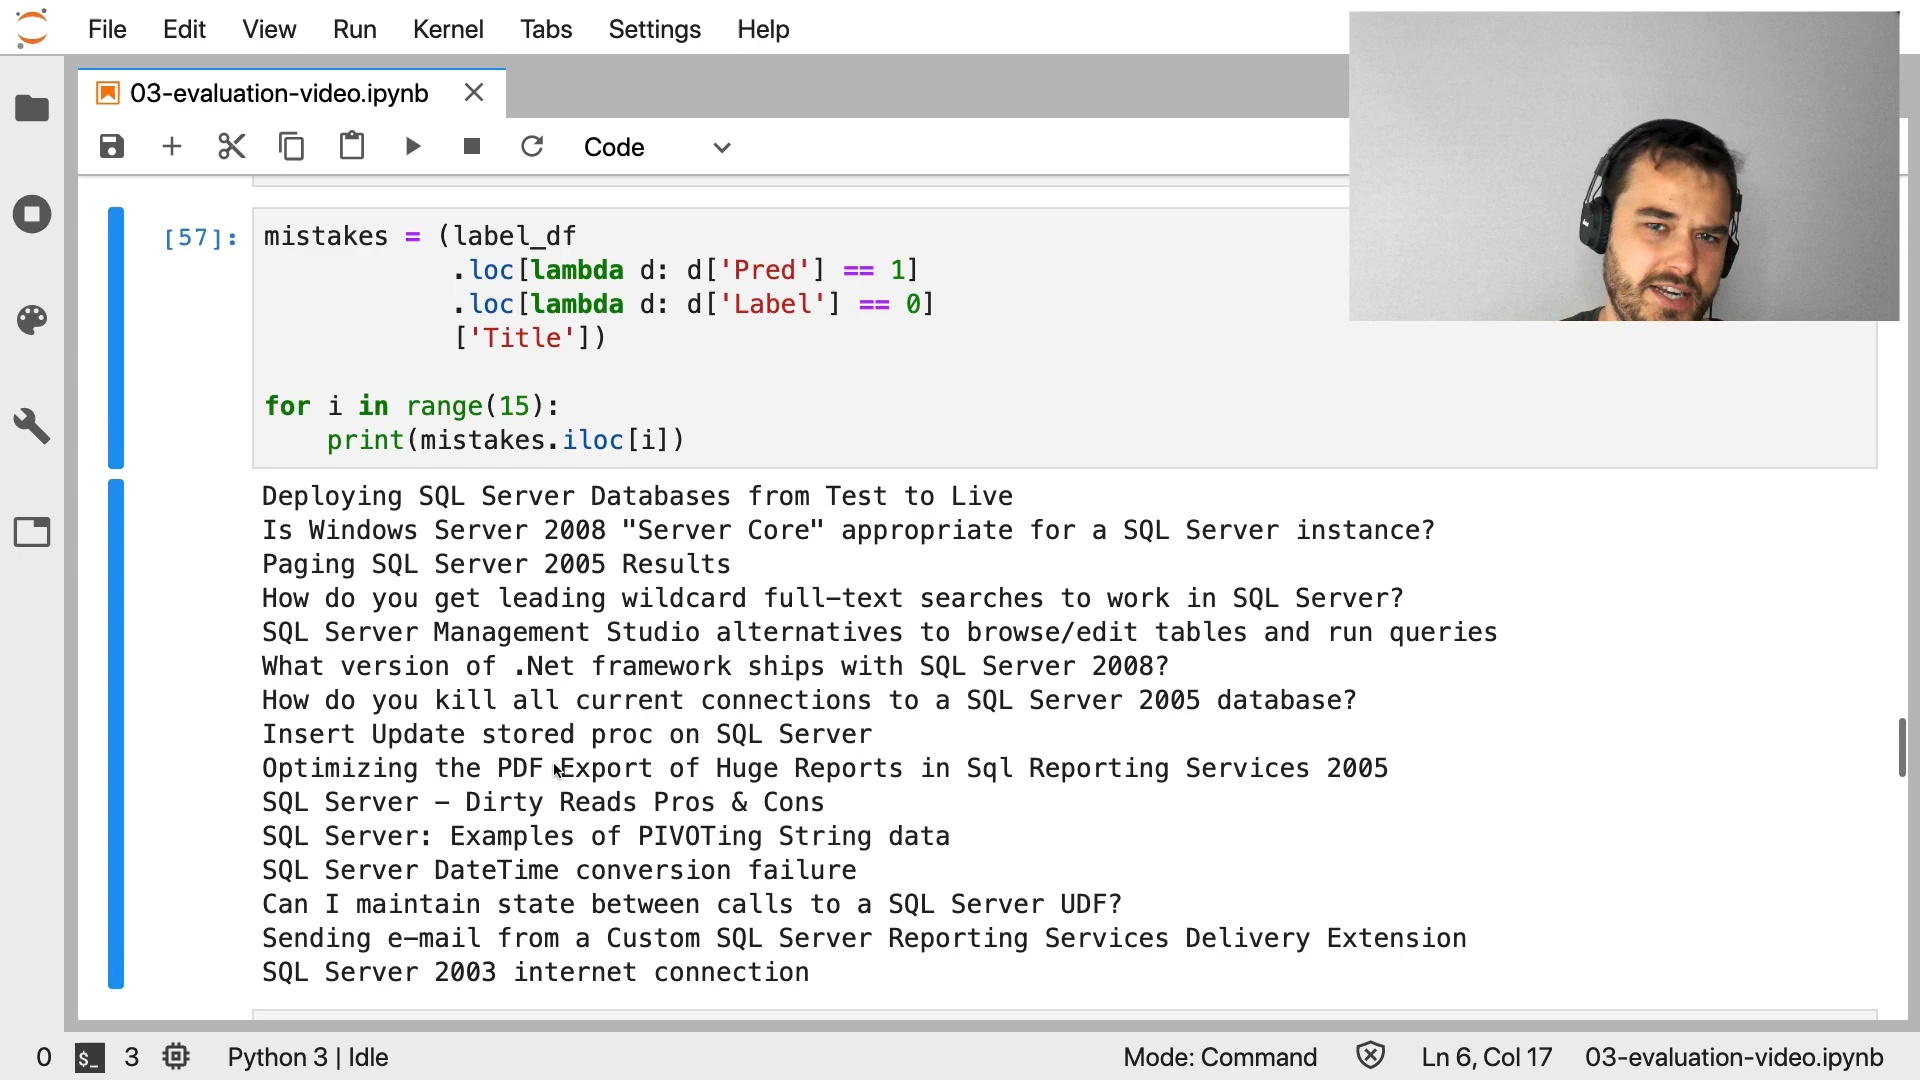 File Edit View Run Kernel Tabs Settings Help
03-evaluation-video.ipynb
Code
[57]:
mistakes = (label_df
.loc[lambda d: d['Pred'] == 1]
.loc[lambda d: d['Label'] == 0]
['Title'])
for i in range(15):
print(mistakes.iloc[i])
Deploying SQL Server Databases from Test to Live
Is Windows Server 2008 "Server Core" appropriate for a SQL Server instance?
Paging SQL Server 2005 Results
How do you get leading wildcard full-text searches to work in SQL Server?
SQL Server Management Studio alternatives to browse/edit tables and run queries
What version of .Net framework ships with SQL Server 2008?
How do you kill all current connections to a SQL Server 2005 database?
Insert Update stored proc on SQL Server
Optimizing the PDF Export of Huge Reports in Sql Reporting Services 2005
SQL Server - Dirty Reads Pros & Cons
SQL Server: Examples of PIVOTing String data
SQL Server DateTime conversion failure
Can I maintain state between calls to a SQL Server UDF?
Sending e-mail from a Custom SQL Server Reporting Services Delivery Extension
SQL Server 2003 internet connection
0 $_ 3 Python 3 | Idle Mode: Command Ln 6, Col 17 03-evaluation-video.ipynb